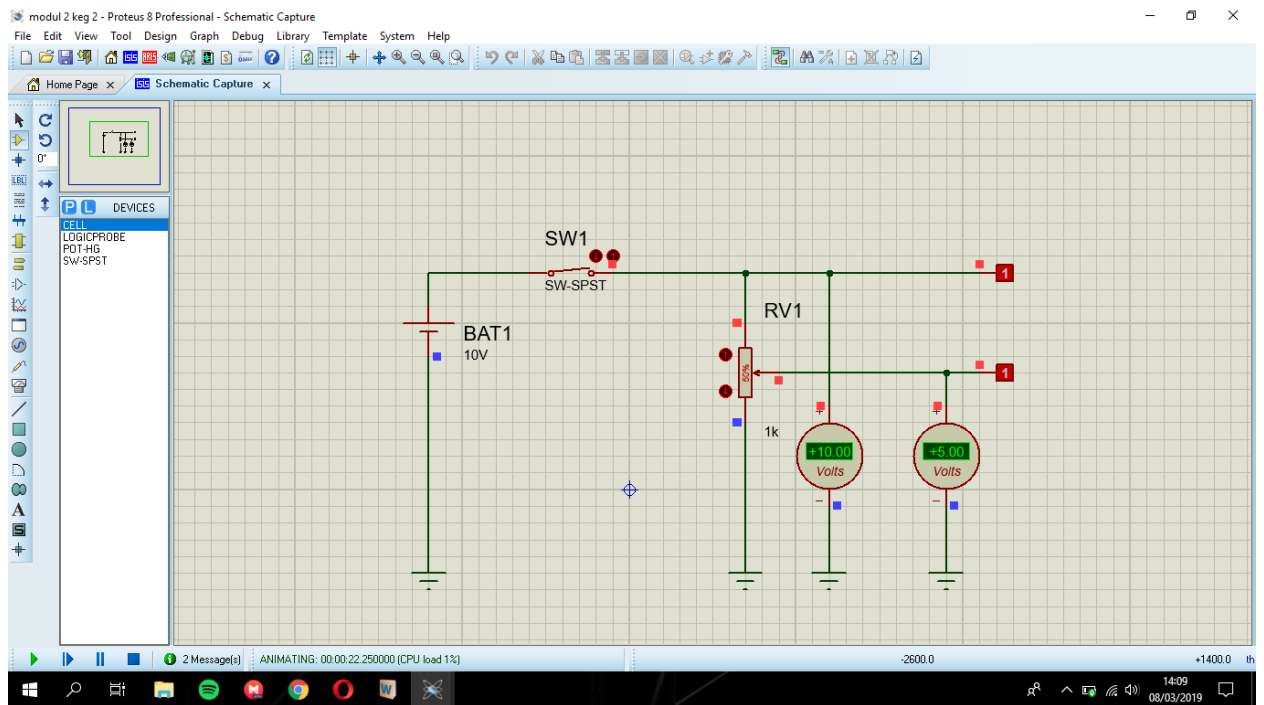 modul 2 keg 2 - Proteus 8 Professional - Schematic Capture
File Edit View Tool Design Graph Debug Library Template System Help
Home Page
Schematic Capture
0°
LBL
P L DEVICES
CELL
LOGICPROBE
POT-HG
SW-SPST
A
S
SW1
SW-SPST
1
RV1
BAT1
10V
50%
1
1k
+
+
+10.00
Volts
+5.00
Volts
−
−
2 Message(s)
ANIMATING: 00:00:22.250000 (CPU load 1%)
-2600.0
+1400.0 th
14:09
08/03/2019